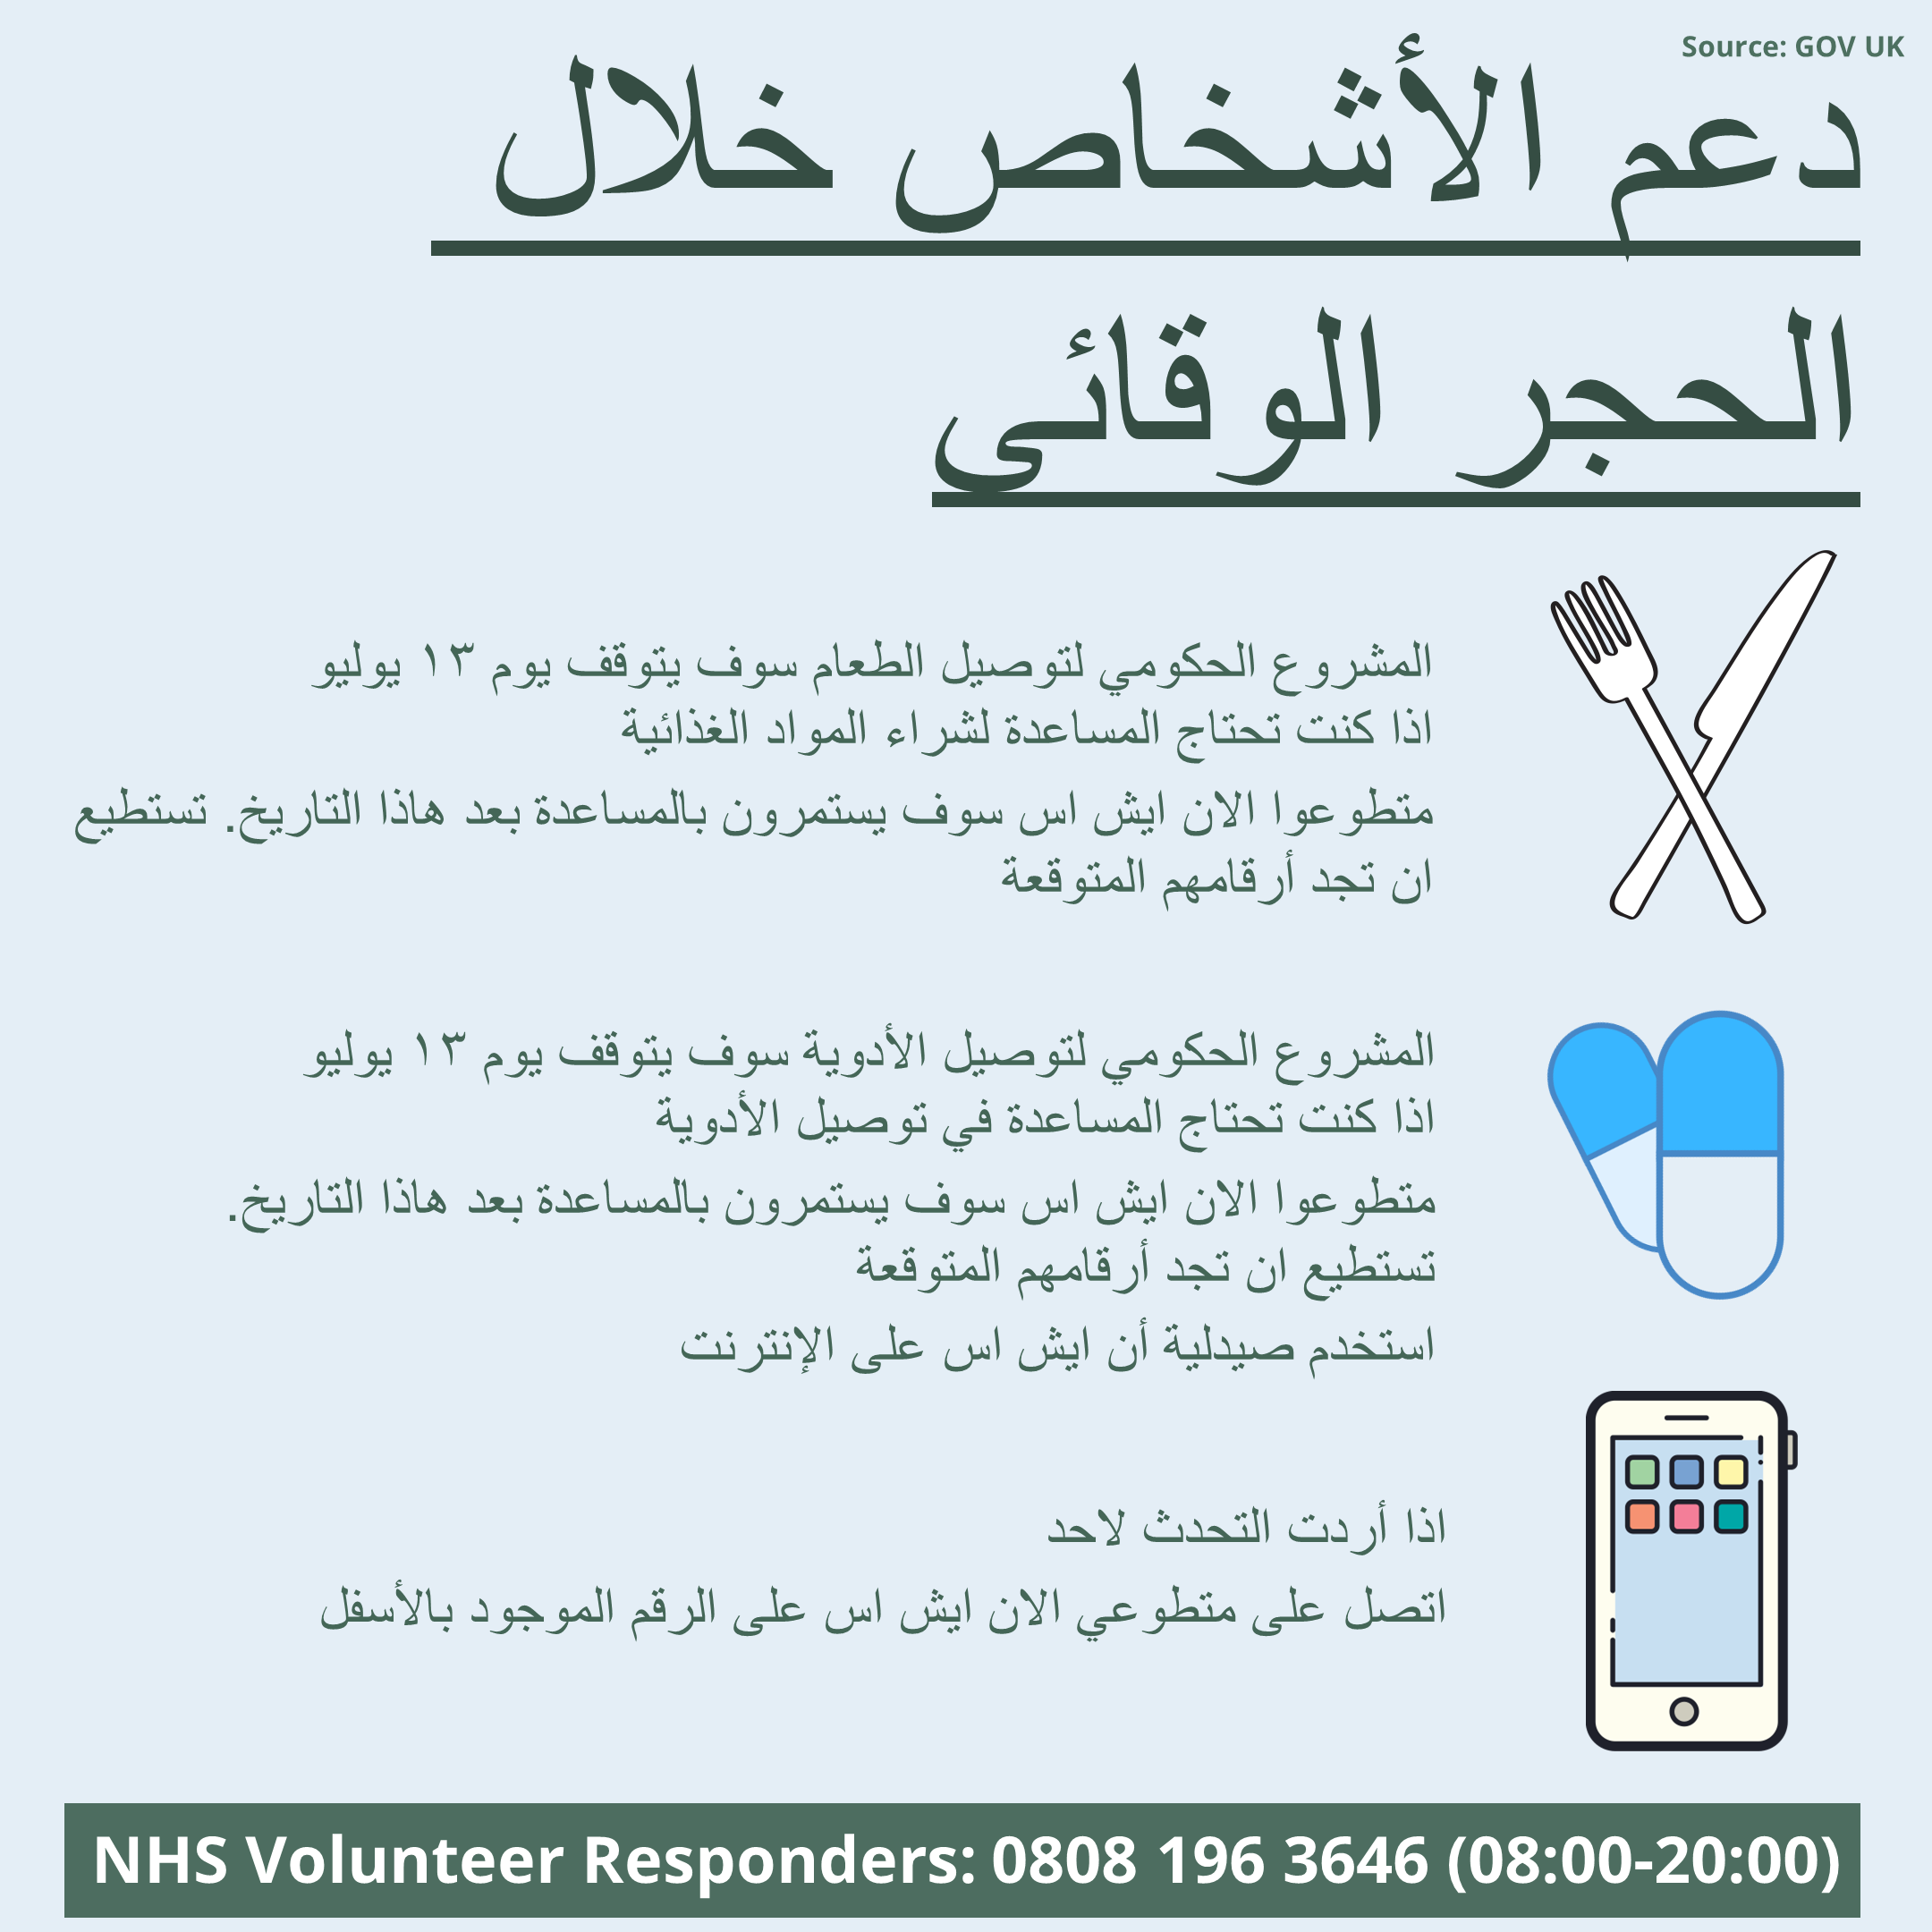 Source: GOV UK
دعم الأشخاص خلال
الحجر الوقائي
المشروع الحكومي لتوصيل الطعام سوف يتوقف يوم ١٣ يوليو
اذا كنت تحتاج المساعدة لشراء المواد الغذائية
متطوعوا الان ايش اس سوف يستمرون بالمساعدة بعد هاذا التاريخ. تستطيع
ان تجد أرقامهم المتوقعة
المشروع الحكومي لتوصيل الأدوية سوف يتوقف يوم ١٣ يوليو
اذا كنت تحتاج المساعدة في توصيل الأدوية
متطوعوا الان ايش اس سوف يستمرون بالمساعدة بعد هاذا التاريخ.
تستطيع ان تجد أرقامهم المتوقعة
استخدم صيدلية أن ايش اس على الإنترنت
اذا أردت التحدث لاحد
اتصل على متطوعي الان ايش اس على الرقم الموجود بالأسفل
NHS Volunteer Responders: 0808 196 3646 (08:00-20:00)